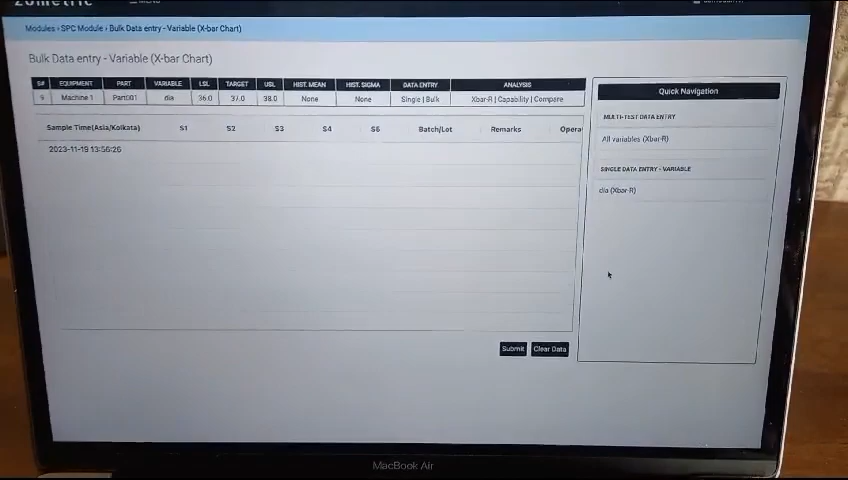 zometric
MENU
Modules › SPC Module › Bulk Data entry - Variable (X-bar Chart)
Bulk Data entry - Variable (X-bar Chart)
S# EQUIPMENT PART VARIABLE LSL TARGET USL HIST. MEAN HIST. SIGMA DATA ENTRY ANALYSIS
Machine 1 Part001 dia 36.0 37.0 38.0 None None Single | Bulk Xbar-R | Capability | Compare
Quick Navigation
MULTI-TEST DATA ENTRY
All variables (Xbar-R)
SINGLE DATA ENTRY - VARIABLE
dia (Xbar-R)
Sample Time(Asia/Kolkata) S1 S2 S3 S4 S5 Batch/Lot Remarks Opera
2023-11-19 13:56:26
Submit Clear Data
MacBook Air